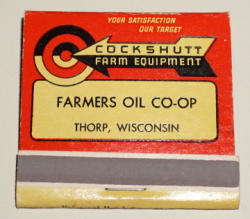 YOUR SATISFACTION
OUR TARGET
COCKSHUTT
FARM EQUIPMENT
FARMERS OIL CO-OP
THORP, WISCONSIN